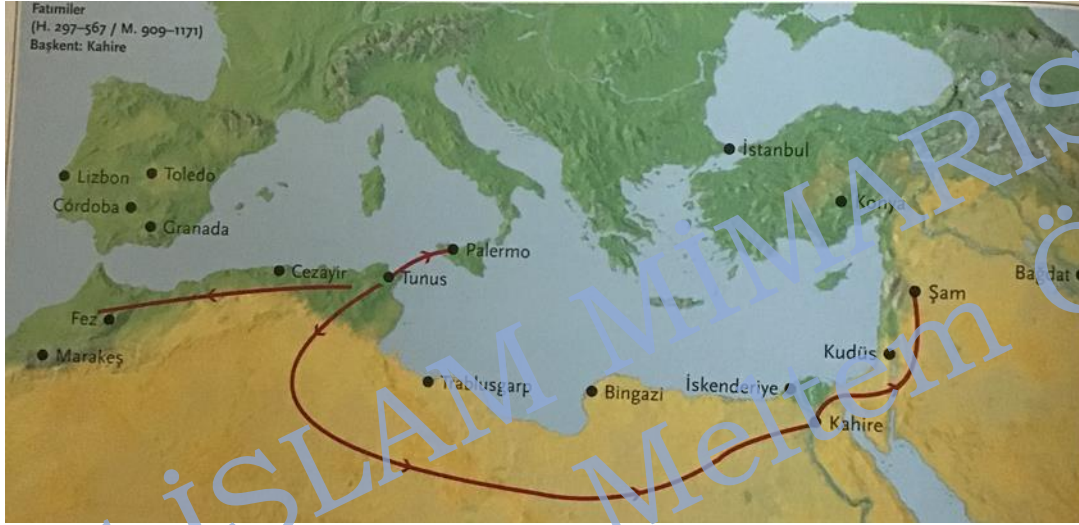 Fatımiler
(H. 297–567 / M. 909–1171)
Başkent: Kahire
İstanbul
Lizbon
Toledo
Córdoba
Konya
Granada
Palermo
Cezayir
Tunus
Bağdat
Şam
Fez
Marakeş
Kudüs
Trablusgarp
Bingazi
İskenderiye
Kahire
İSLAM MİMARİS
Meltem Ö